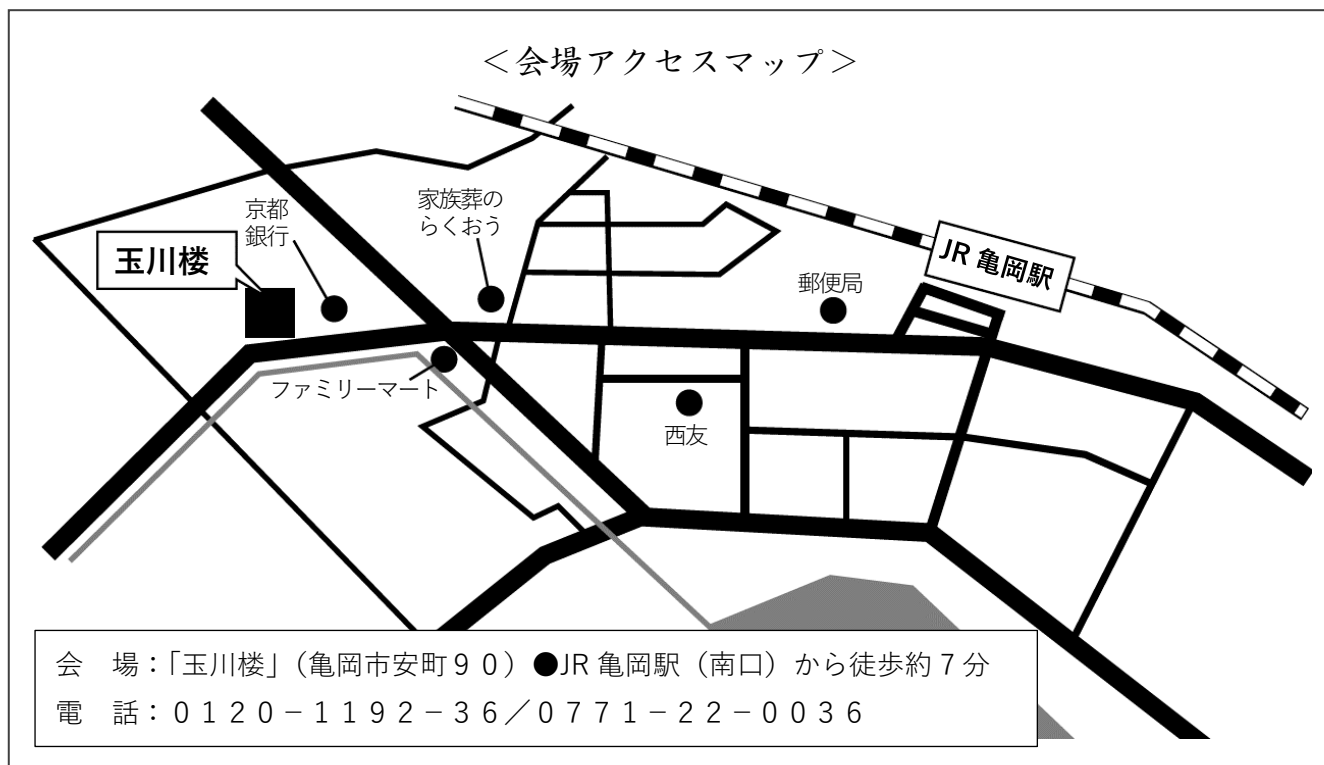 ＜会場アクセスマップ＞
家族葬の
らくおう
京都
銀行
玉川楼
JR 亀岡駅
郵便局
ファミリーマート
西友
会　場：「玉川楼」（亀岡市安町９０）●JR 亀岡駅（南口）から徒歩約７分
電　話：０１２０－１１９２－３６／０７７１－２２－００３６